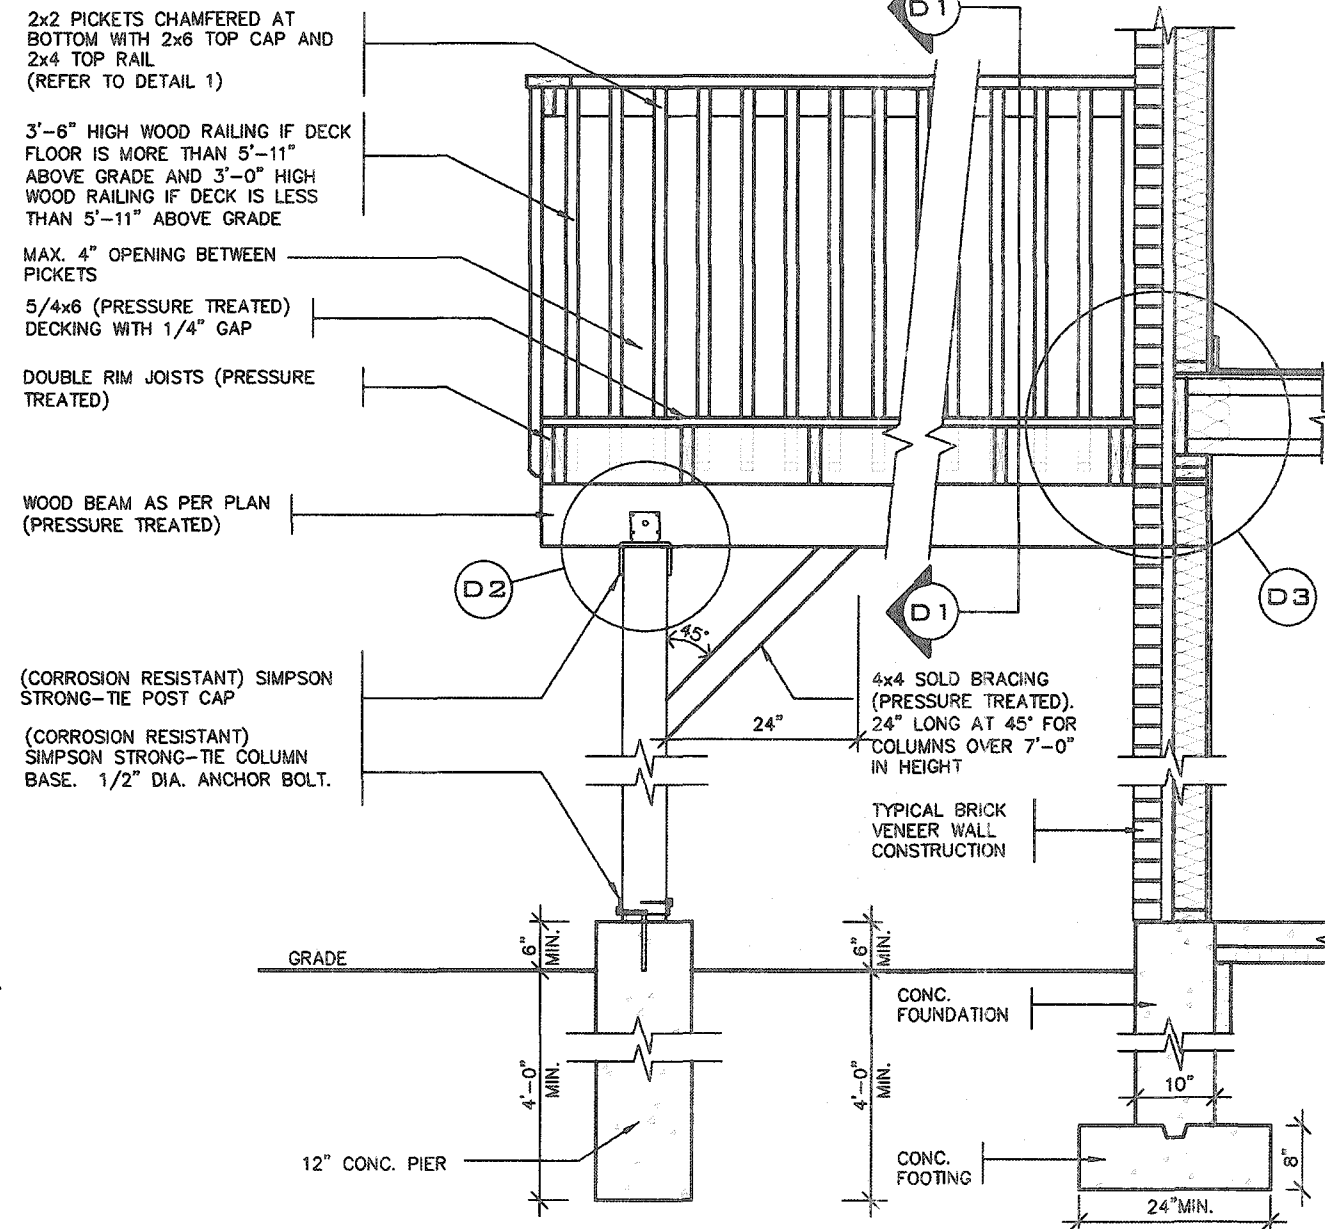 2x2 PICKETS CHAMFERED AT
BOTTOM WITH 2x6 TOP CAP AND
2x4 TOP RAIL
(REFER TO DETAIL 1)
3'-6" HIGH WOOD RAILING IF DECK
FLOOR IS MORE THAN 5'-11"
ABOVE GRADE AND 3'-0" HIGH
WOOD RAILING IF DECK IS LESS
THAN 5'-11" ABOVE GRADE
MAX. 4" OPENING BETWEEN
PICKETS
5/4x6 (PRESSURE TREATED)
DECKING WITH 1/4" GAP
DOUBLE RIM JOISTS (PRESSURE
TREATED)
WOOD BEAM AS PER PLAN
(PRESSURE TREATED)
(CORROSION RESISTANT) SIMPSON
STRONG-TIE POST CAP
(CORROSION RESISTANT)
SIMPSON STRONG-TIE COLUMN
BASE. 1/2" DIA. ANCHOR BOLT.
D1
D2
D1
D3
45°
24"
4x4 SOLD BRACING
(PRESSURE TREATED).
24" LONG AT 45° FOR
COLUMNS OVER 7'-0"
IN HEIGHT
TYPICAL BRICK
VENEER WALL
CONSTRUCTION
GRADE
6"
MIN.
6"
MIN.
4'-0"
MIN.
4'-0"
MIN.
12" CONC. PIER
CONC.
FOUNDATION
10"
CONC.
FOOTING
8"
24"MIN.